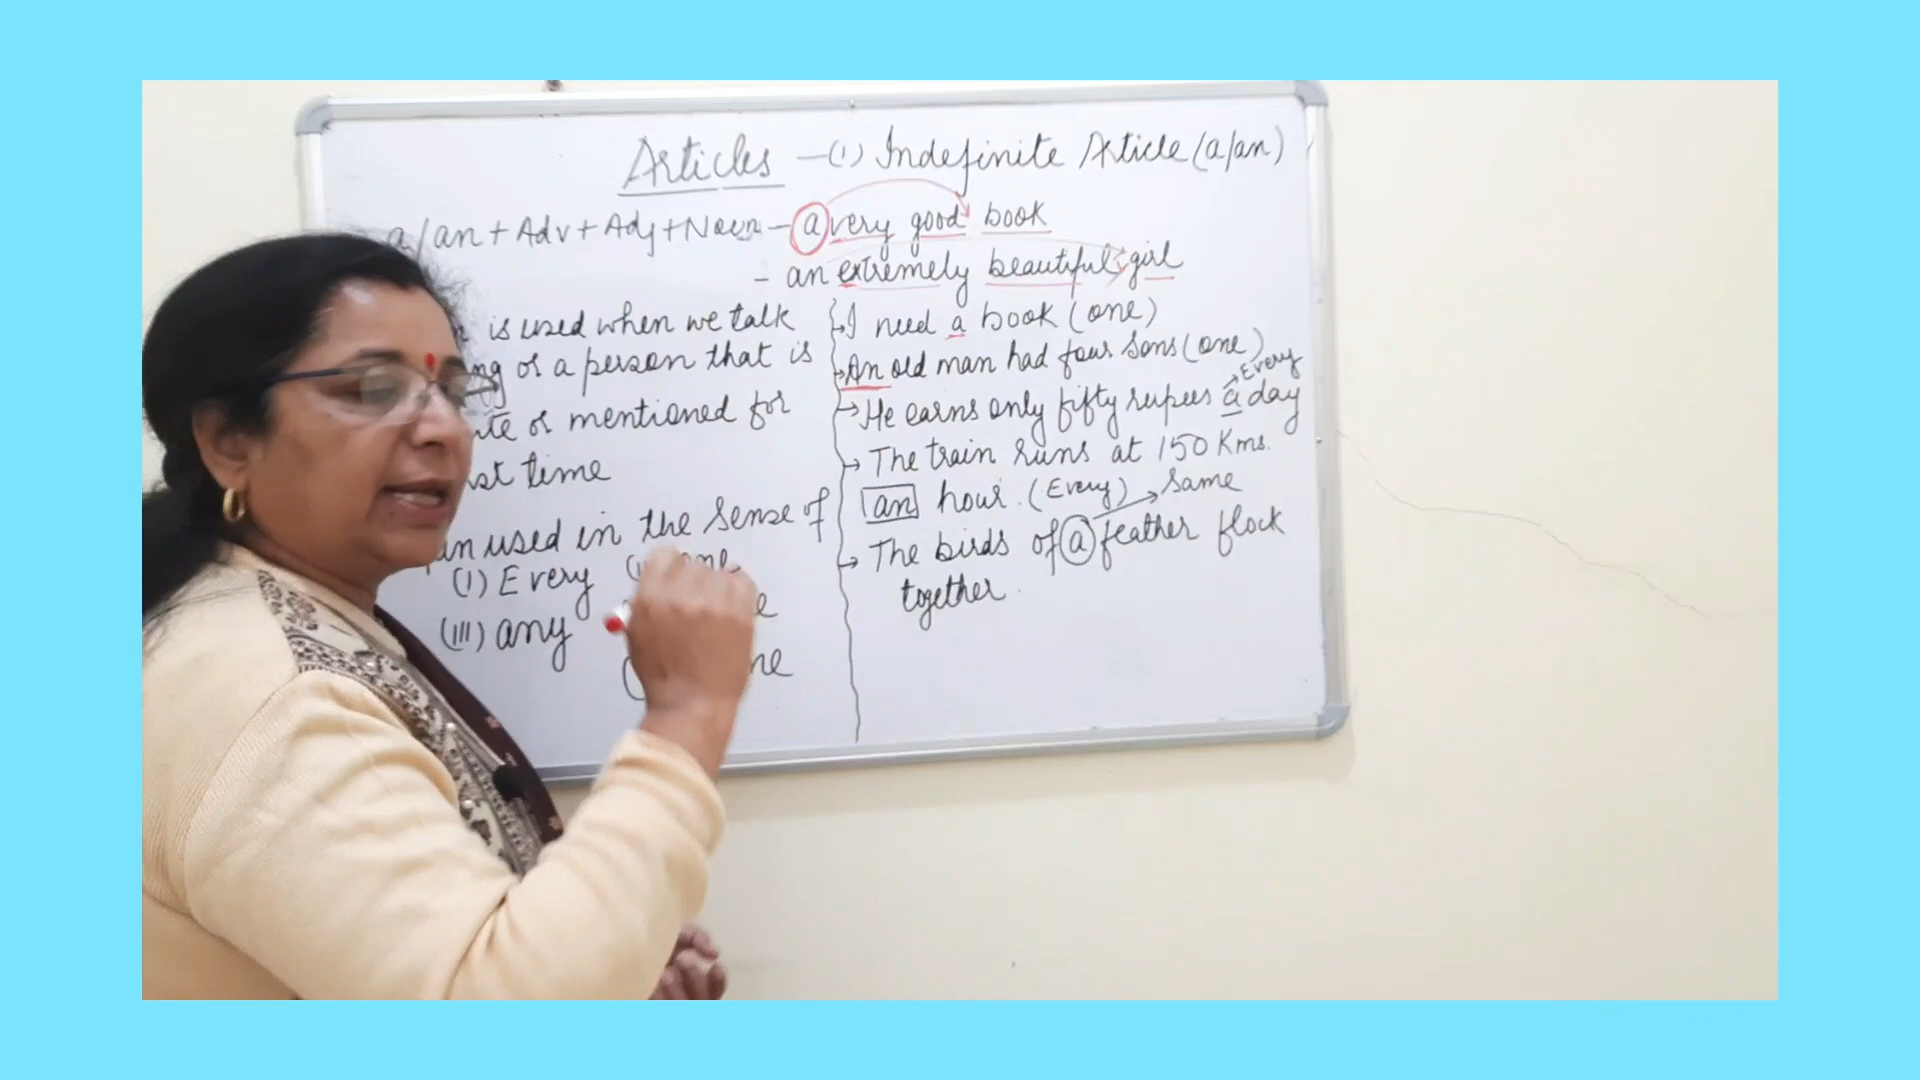 Articles - (1) Indefinite Article (a/an)
a/an + Adv + Adj + Noun - a very good book
- an extremely beautiful girl
is used when we talk
or a person that is
or mentioned for
time
used in the sense of
(I) Every
(III) any
→ I need a book (one)
→ An old man had four sons (one)
→ Every
→ He earns only fifty rupees a day
→ The train runs at 150 Kms.
an hour. (Every) → Same
→ The birds of a feather flock
together.